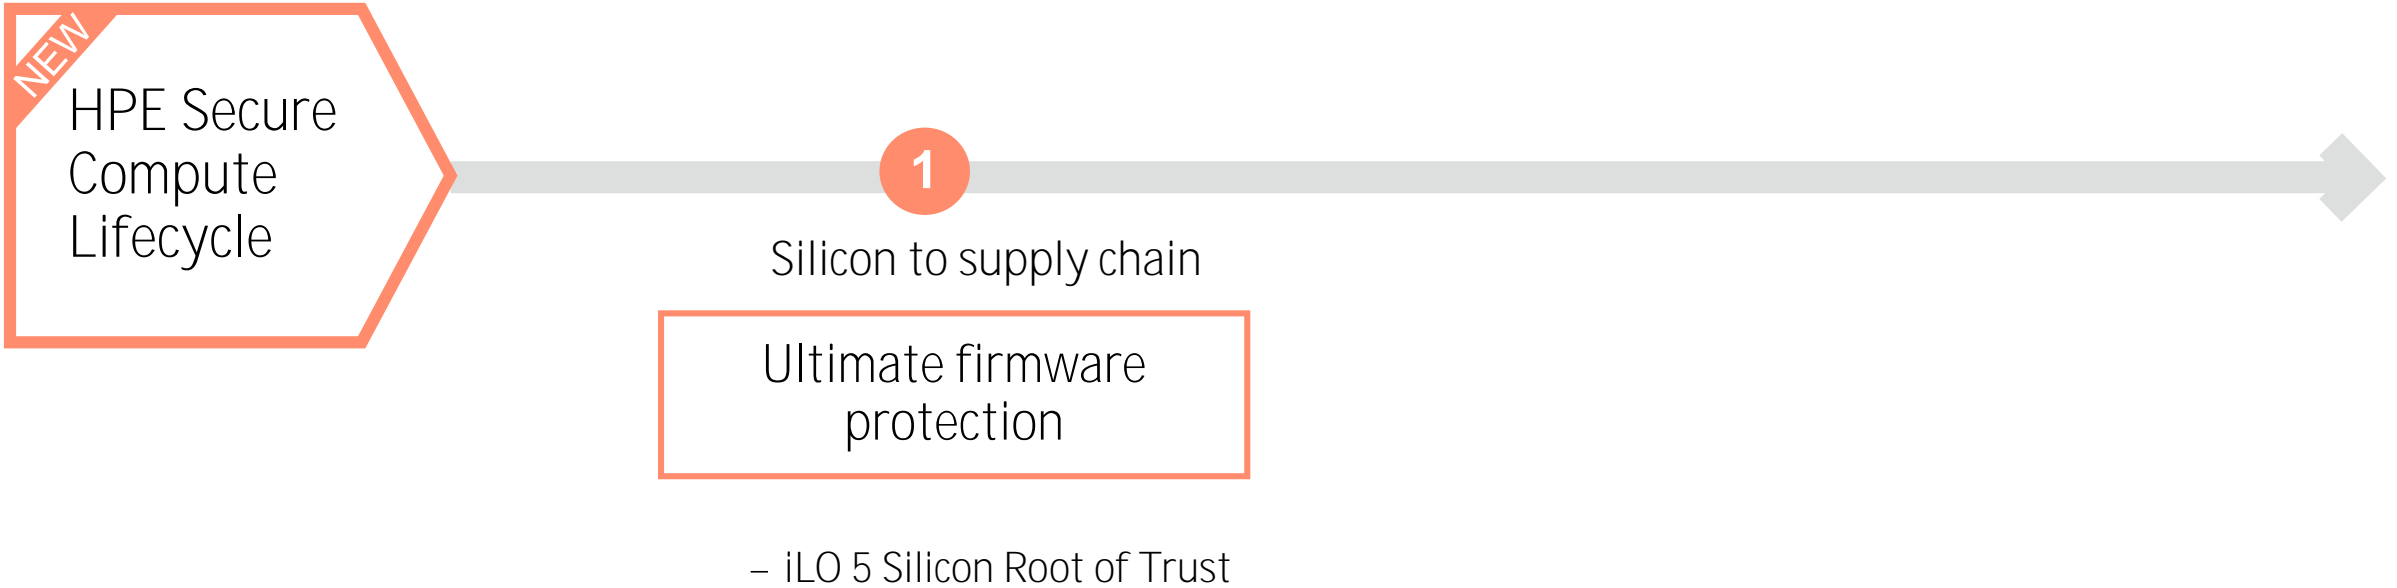 NEW
HPE Secure
Compute
Lifecycle
1
Silicon to supply chain
Ultimate firmware
protection
– iLO 5 Silicon Root of Trust